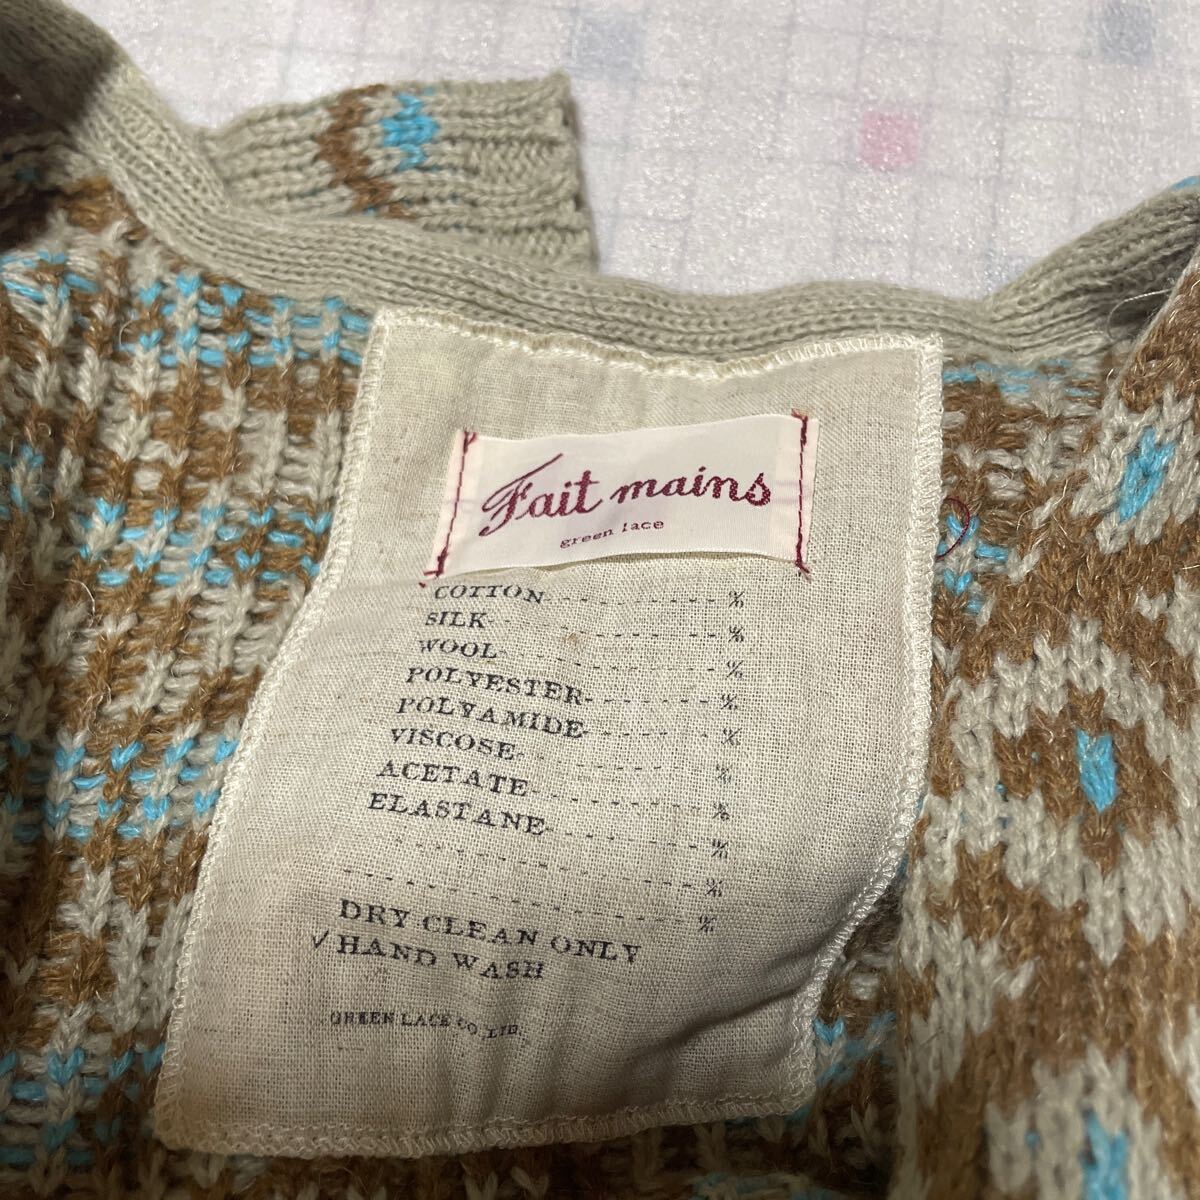 Fait mains
green lace
COTTON----------%
SILK--------------%
WOOL-------------%
POLYESTER-------%
POLYAMIDE-------%
VISCOSE-----------%
ACETATE----------%
ELASTANE---------%
-------------------%
-------------------%
DRY CLEAN ONLY
√HAND WASH
GREEN LACE CO.,LTD.